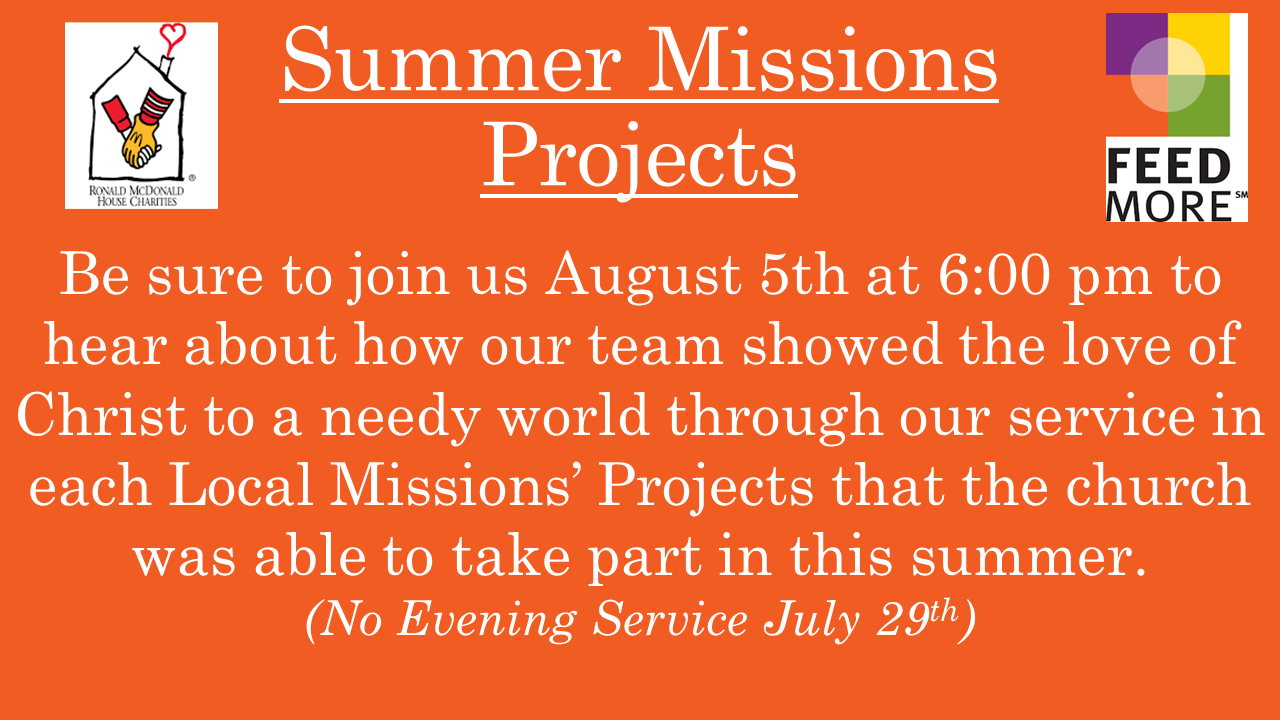 Summer Missions
Projects
RONALD MCDONALD
HOUSE CHARITIES®
FEED
MORE℠
Be sure to join us August 5th at 6:00 pm to
hear about how our team showed the love of
Christ to a needy world through our service in
each Local Missions’ Projects that the church
was able to take part in this summer.
(No Evening Service July 29th)